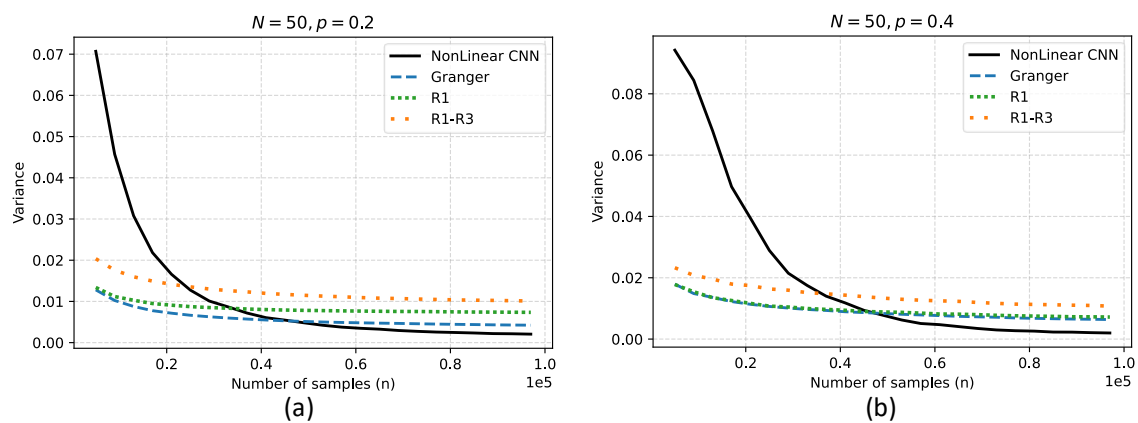 N = 50, p = 0.2
0.07
0.06
0.05
0.04
0.03
0.02
0.01
0.00
Variance
NonLinear CNN
Granger
R1
R1-R3
0.2 0.4 0.6 0.8 1.0
1e5
Number of samples (n)
(a)
N = 50, p = 0.4
0.08
0.06
0.04
0.02
0.00
Variance
NonLinear CNN
Granger
R1
R1-R3
0.2 0.4 0.6 0.8 1.0
1e5
Number of samples (n)
(b)